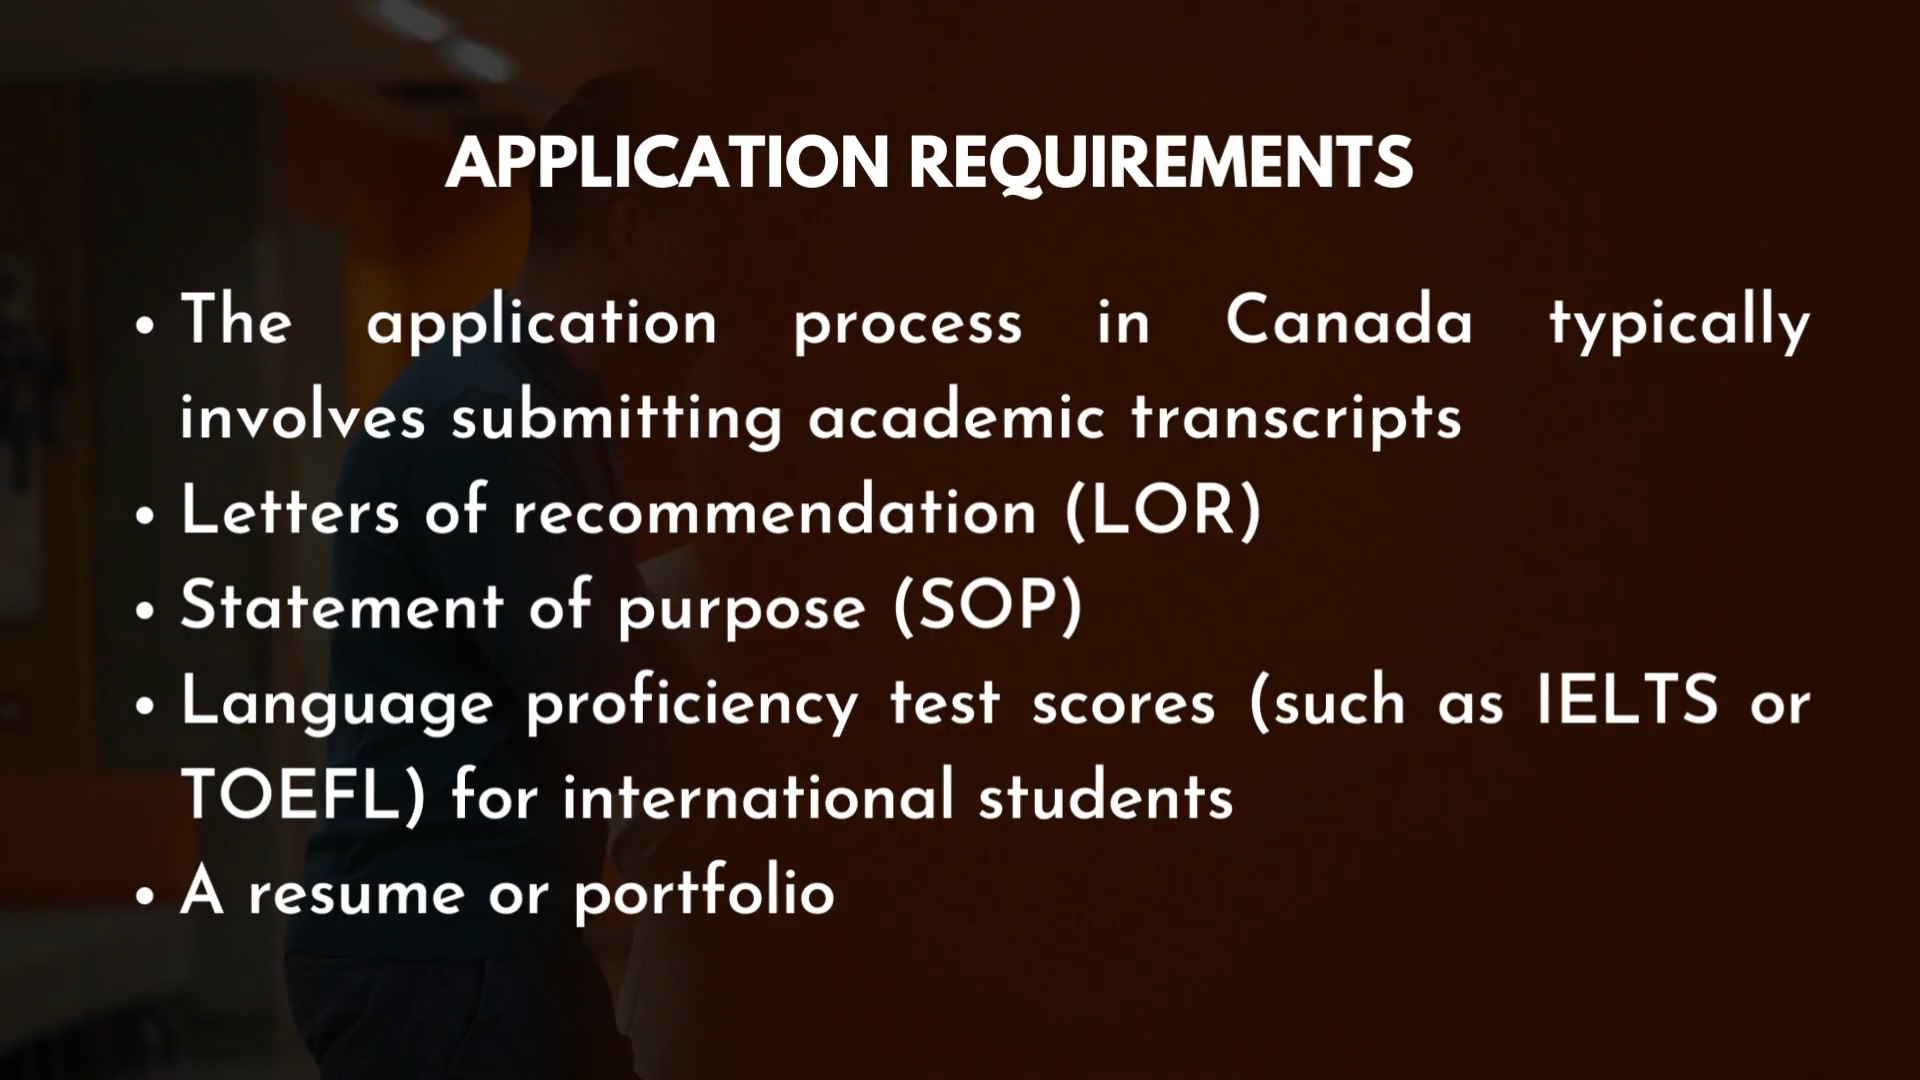 APPLICATION REQUIREMENTS
• The application process in Canada typically
involves submitting academic transcripts
• Letters of recommendation (LOR)
• Statement of purpose (SOP)
• Language proficiency test scores (such as IELTS or
TOEFL) for international students
• A resume or portfolio